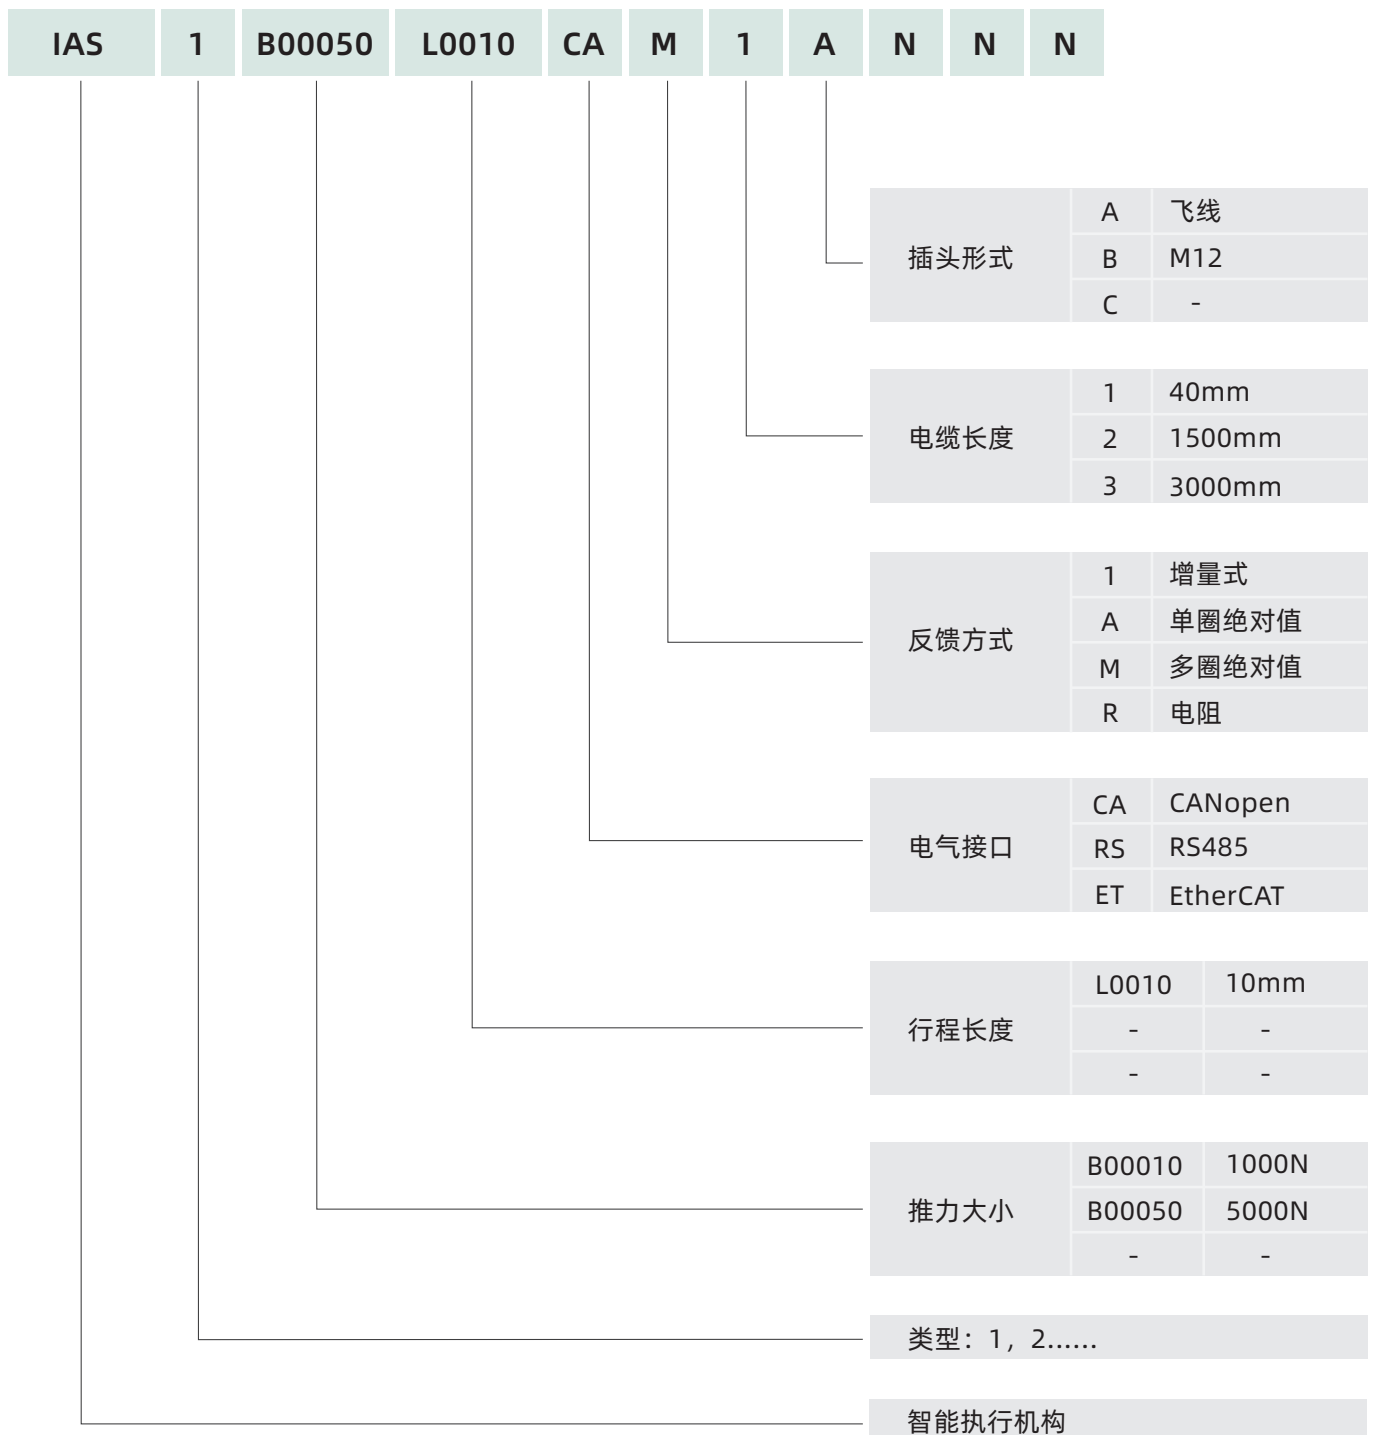 IAS 1 B00050 L0010 CA M 1 A N N N
插头形式
A 飞线
B M12
C -
电缆长度
1 40mm
2 1500mm
3 3000mm
反馈方式
1 增量式
A 单圈绝对值
M 多圈绝对值
R 电阻
电气接口
CA CANopen
RS RS485
ET EtherCAT
行程长度
L0010 10mm
- -
- -
推力大小
B00010 1000N
B00050 5000N
- -
类型：1，2......
智能执行机构